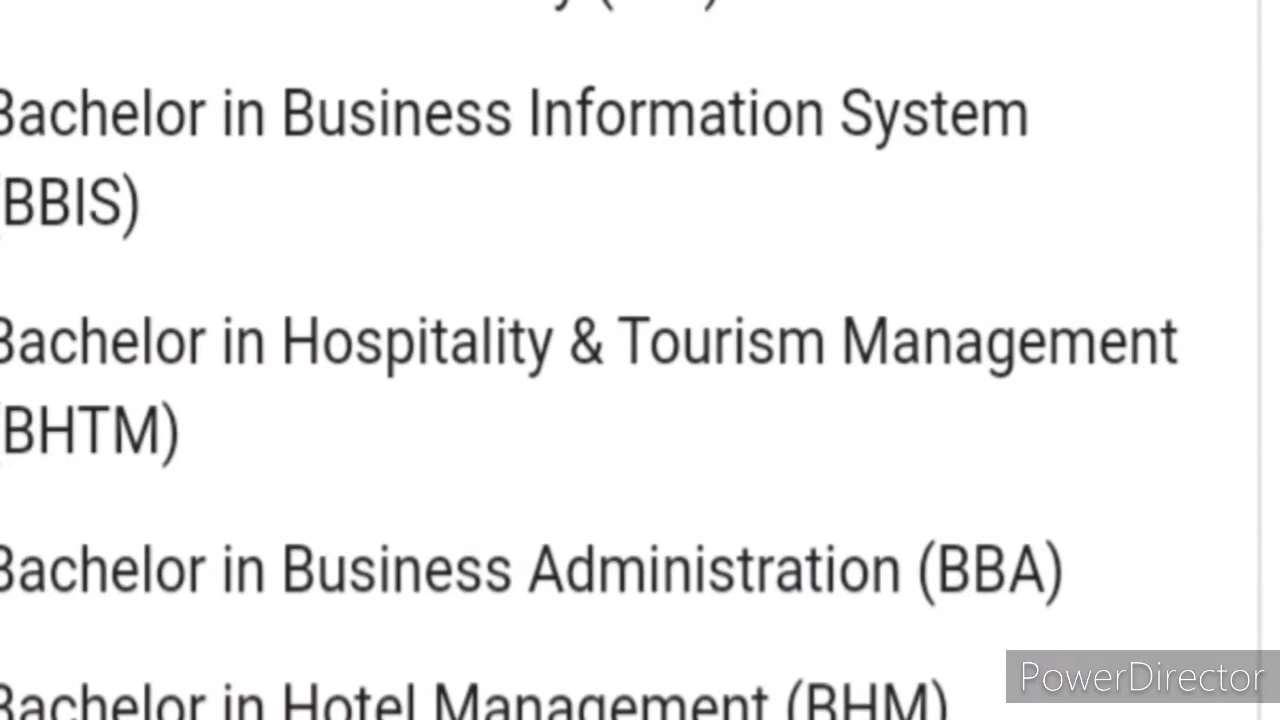 Bachelor in Business Information System
(BBIS)
Bachelor in Hospitality & Tourism Management
(BHTM)
Bachelor in Business Administration (BBA)
Bachelor in Hotel Management (BHM)
PowerDirector